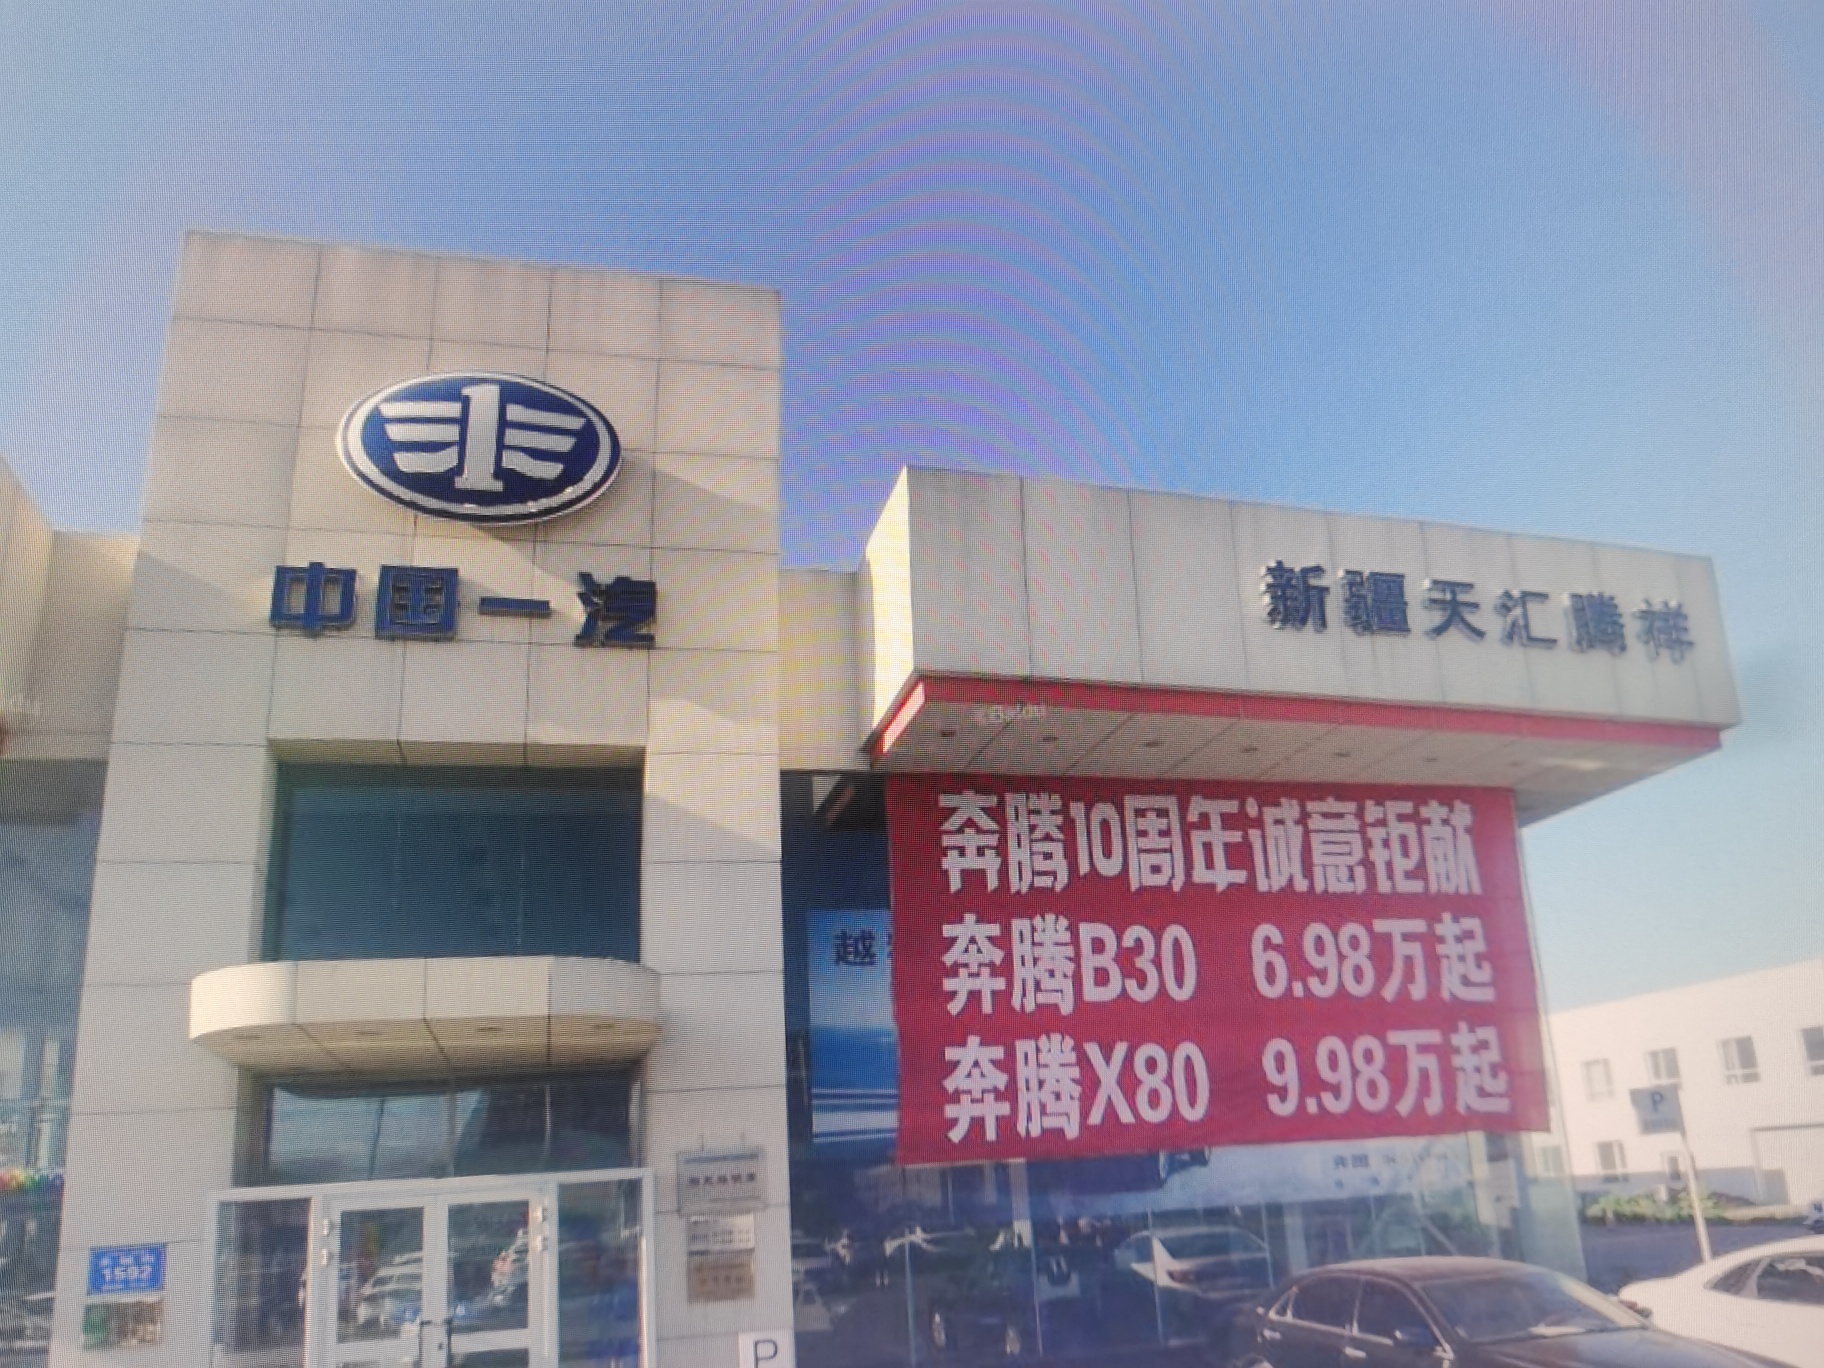 中国一汽
新疆天汇腾祥
奔腾10周年诚意钜献
奔腾B30 6.98万起
奔腾X80 9.98万起
越
1592
P
P